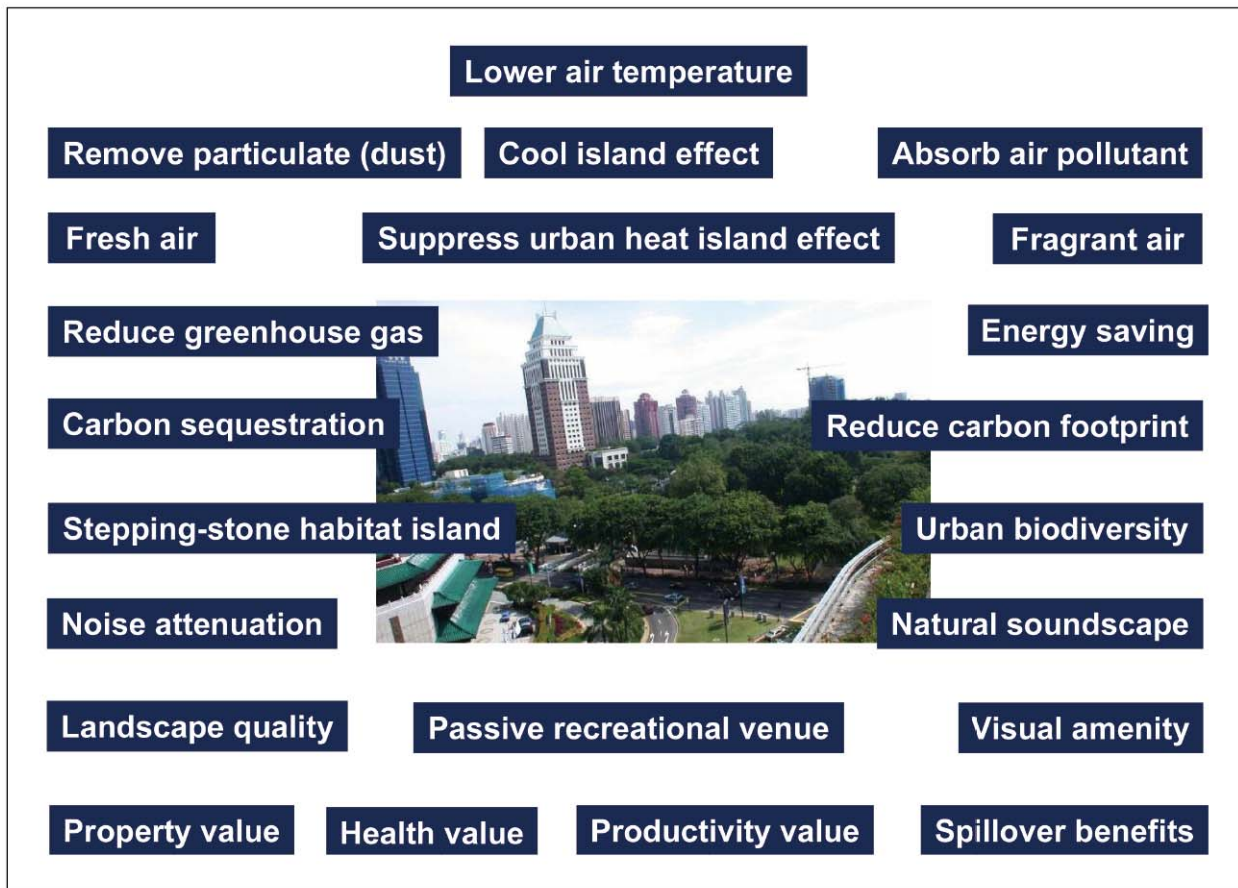 Lower air temperature
Remove particulate (dust)
Cool island effect
Absorb air pollutant
Fresh air
Suppress urban heat island effect
Fragrant air
Reduce greenhouse gas
Energy saving
Carbon sequestration
Reduce carbon footprint
Stepping-stone habitat island
Urban biodiversity
Noise attenuation
Natural soundscape
Landscape quality
Passive recreational venue
Visual amenity
Property value
Health value
Productivity value
Spillover benefits